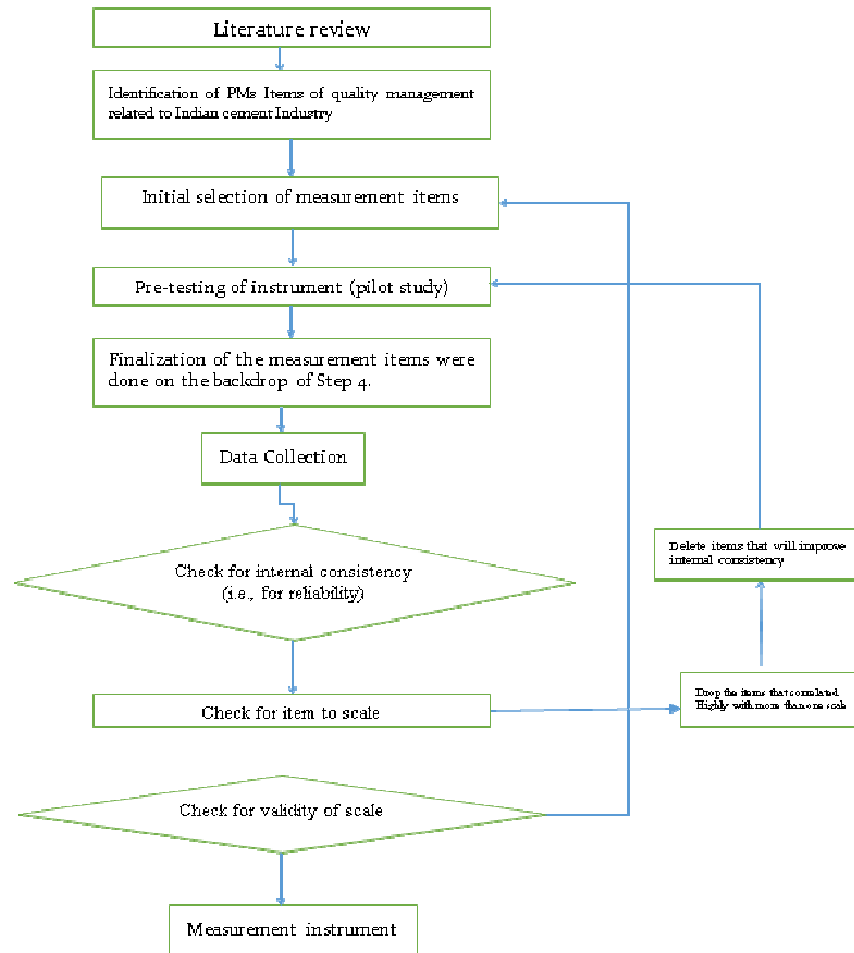 Literature review
Identification of PMs Items of quality management
related to Indian cement Industry
Initial selection of measurement items
Pre-testing of instrument (pilot study)
Finalization of the measurement items were
done on the backdrop of Step 4.
Data Collection
Check for internal consistency
(i.e., for reliability)
Delete items that will improve
internal consistency
Check for item to scale
Drop the items that correlated
Highly with more than one scale
Check for validity of scale
Measurement instrument